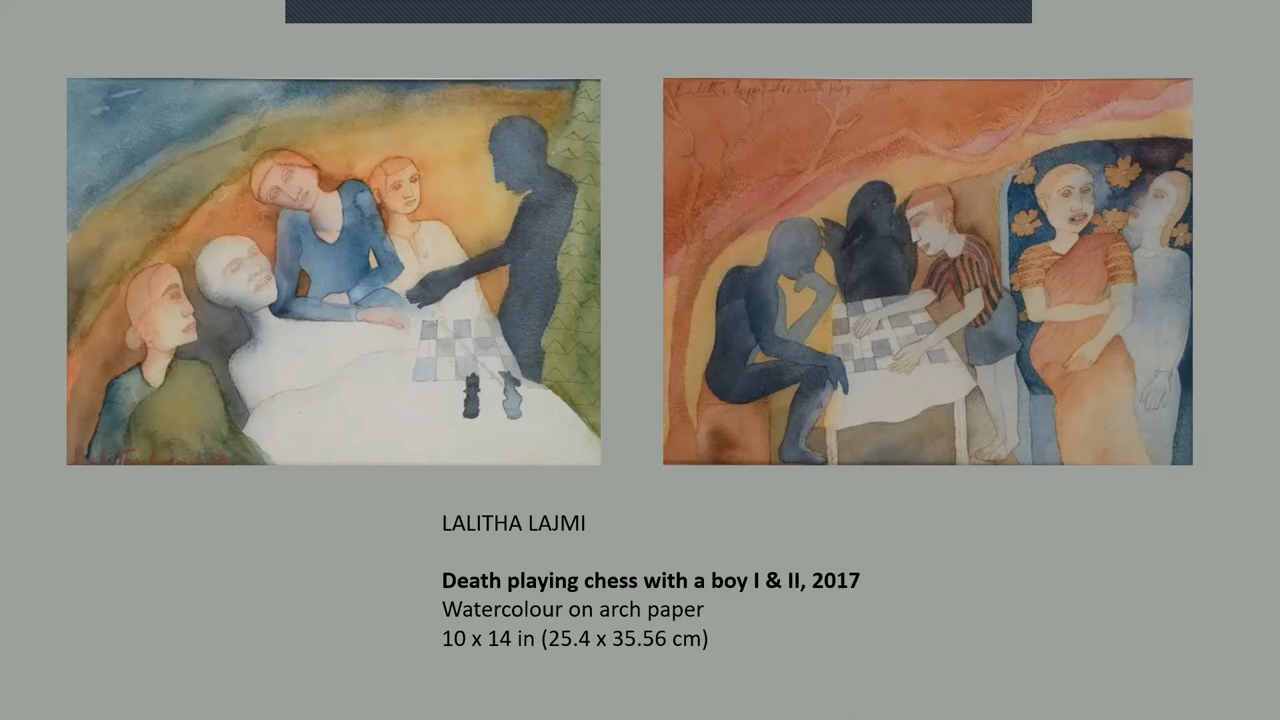 LALITHA LAJMI
Death playing chess with a boy I & II, 2017
Watercolour on arch paper
10 x 14 in (25.4 x 35.56 cm)